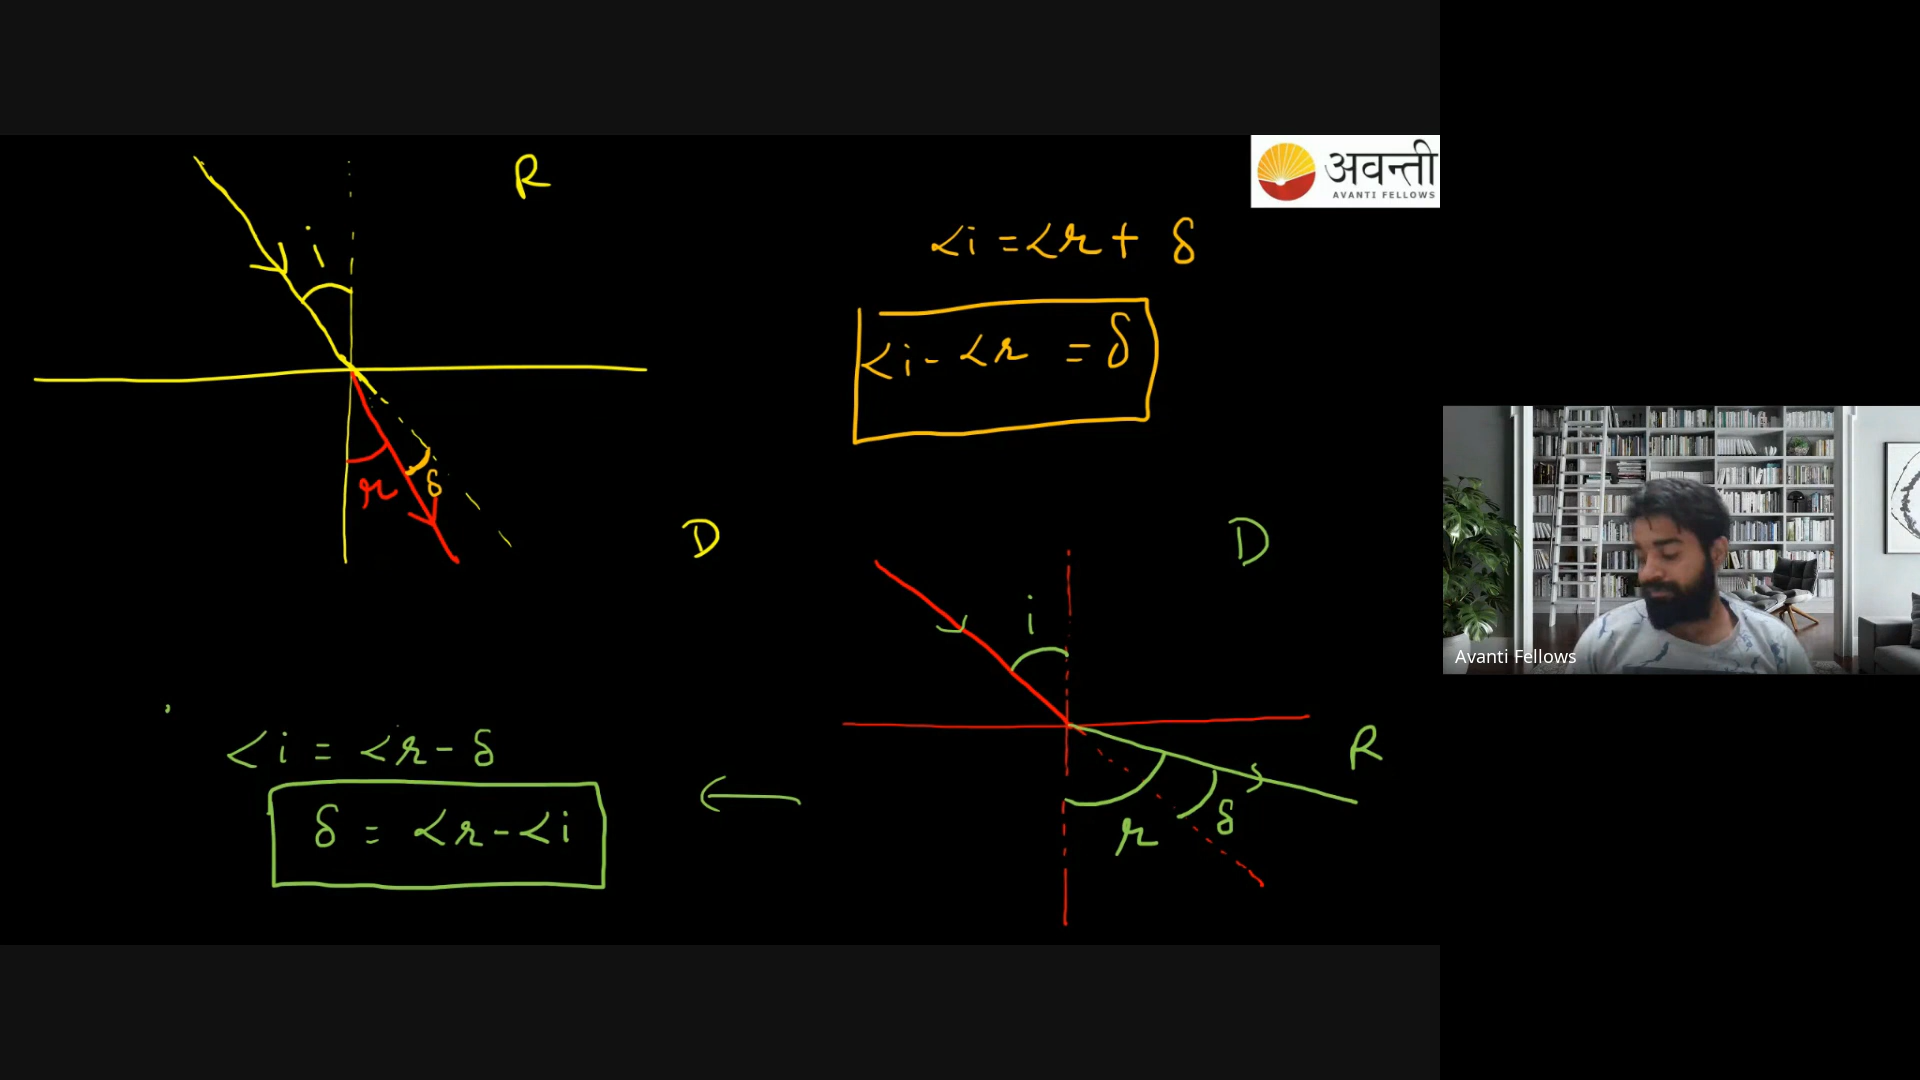 R
अवन्ती
AVANTI FELLOWS
i
∠i = ∠r + δ
∠i - ∠r = δ
r δ
D
D
i
Avanti Fellows
∠i = ∠r - δ
R
δ = ∠r - ∠i
r δ